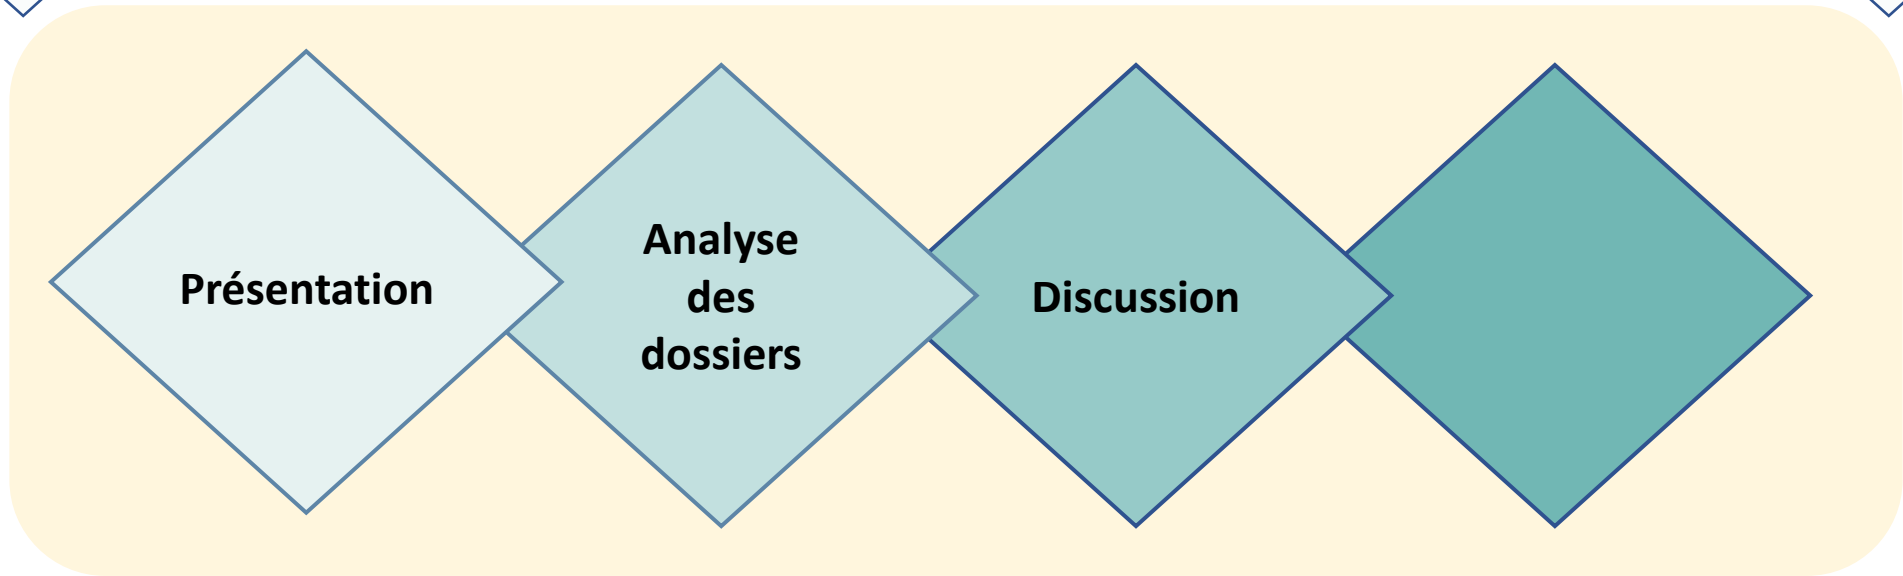 Présentation
Analyse
des
dossiers
Discussion